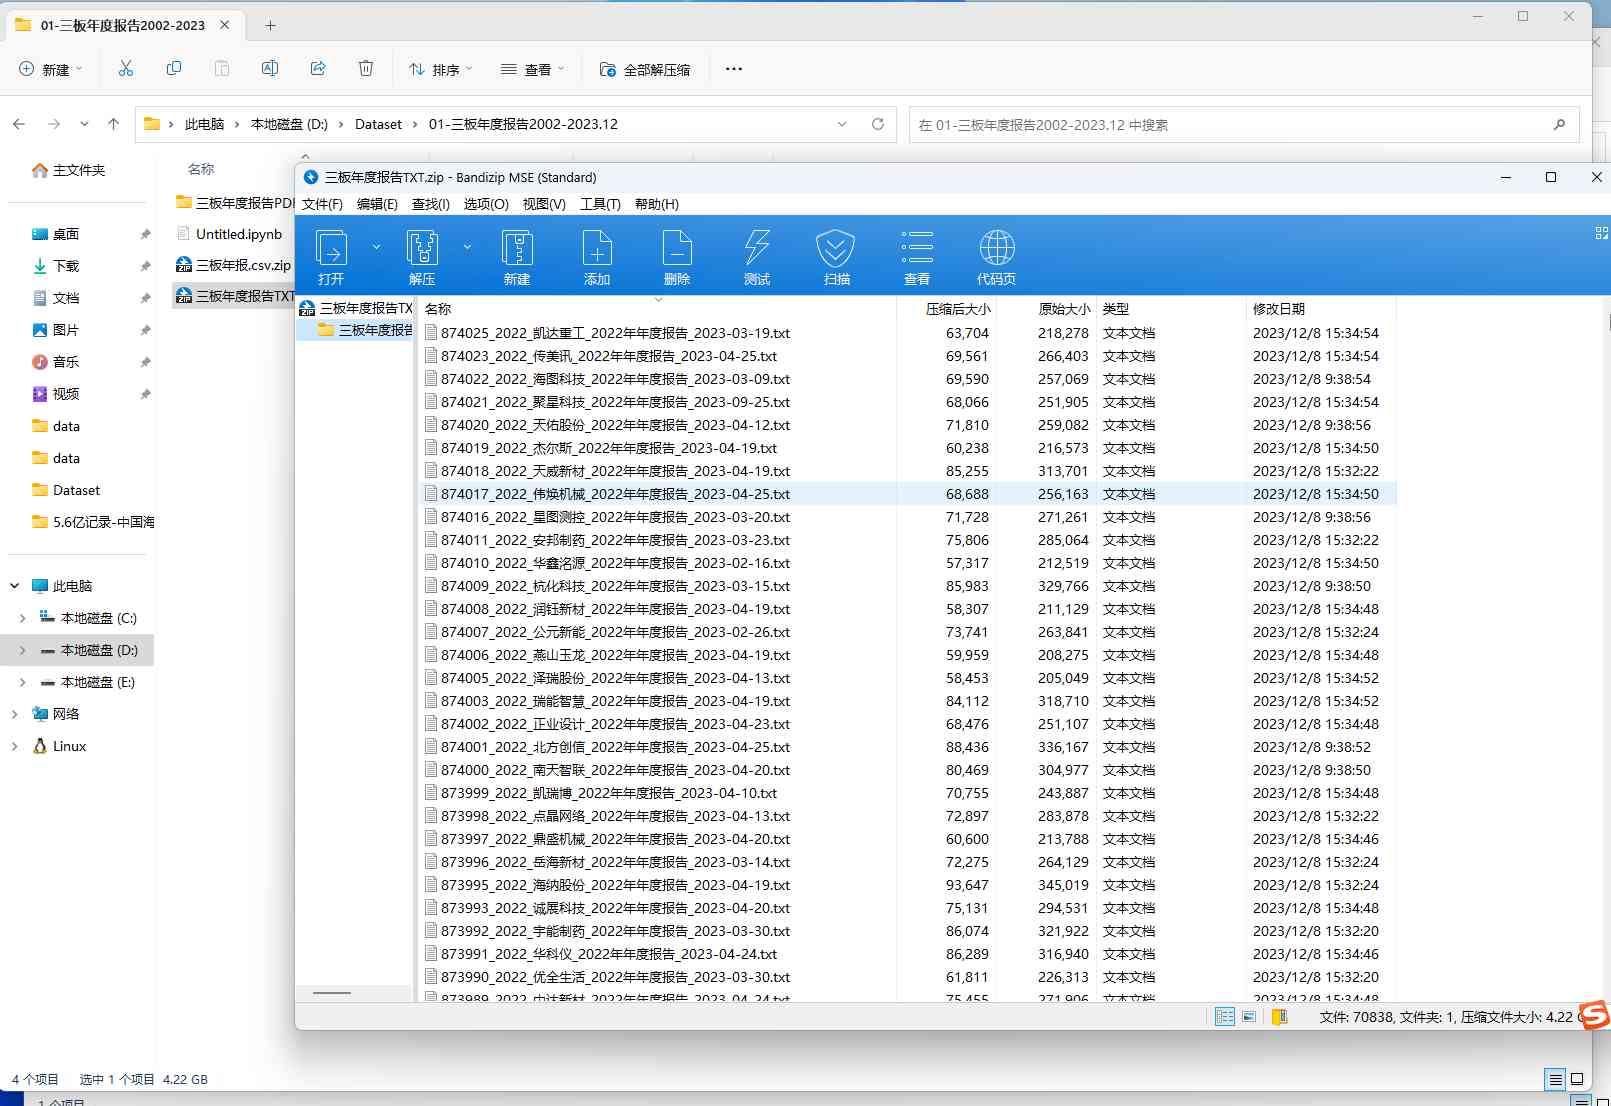 01-三板年度报告2002-2023
新建
排序
查看
全部解压缩
此电脑 › 本地磁盘 (D:) › Dataset › 01-三板年度报告2002-2023.12
在 01-三板年度报告2002-2023.12 中搜索
主文件夹
桌面
下载
文档
图片
音乐
视频
data
data
Dataset
5.6亿记录-中国海
此电脑
本地磁盘 (C:)
本地磁盘 (D:)
本地磁盘 (E:)
网络
Linux
名称
三板年度报告PD
Untitled.ipynb
三板年报.csv.zip
三板年度报告TXT
三板年度报告TXT.zip - Bandizip MSE (Standard)
文件(F) 编辑(E) 查找(I) 选项(O) 视图(V) 工具(T) 帮助(H)
打开 解压 新建 添加 删除 测试 扫描 查看 代码页
三板年度报告TX
三板年度报告
名称 压缩后大小 原始大小 类型 修改日期
874025_2022_凯达重工_2022年年度报告_2023-03-19.txt 63,704 218,278 文本文档 2023/12/8 15:34:54
874023_2022_传美讯_2022年年度报告_2023-04-25.txt 69,561 266,403 文本文档 2023/12/8 15:34:54
874022_2022_海图科技_2022年年度报告_2023-03-09.txt 69,590 257,069 文本文档 2023/12/8 9:38:54
874021_2022_聚星科技_2022年年度报告_2023-09-25.txt 68,066 251,905 文本文档 2023/12/8 15:34:54
874020_2022_天佑股份_2022年年度报告_2023-04-12.txt 71,810 259,082 文本文档 2023/12/8 9:38:56
874019_2022_杰尔斯_2022年年度报告_2023-04-19.txt 60,238 216,573 文本文档 2023/12/8 15:34:50
874018_2022_天威新材_2022年年度报告_2023-04-19.txt 85,255 313,701 文本文档 2023/12/8 15:32:22
874017_2022_伟焕机械_2022年年度报告_2023-04-25.txt 68,688 256,163 文本文档 2023/12/8 15:34:50
874016_2022_星图测控_2022年年度报告_2023-03-20.txt 71,728 271,261 文本文档 2023/12/8 9:38:56
874011_2022_安邦制药_2022年年度报告_2023-03-23.txt 75,806 285,064 文本文档 2023/12/8 15:32:22
874010_2022_华鑫洺源_2022年年度报告_2023-02-16.txt 57,317 212,519 文本文档 2023/12/8 15:34:50
874009_2022_杭化科技_2022年年度报告_2023-03-15.txt 85,983 329,766 文本文档 2023/12/8 9:38:50
874008_2022_润钰新材_2022年年度报告_2023-04-19.txt 58,307 211,129 文本文档 2023/12/8 15:34:48
874007_2022_公元新能_2022年年度报告_2023-02-26.txt 73,741 263,841 文本文档 2023/12/8 15:32:24
874006_2022_燕山玉龙_2022年年度报告_2023-04-19.txt 59,959 208,275 文本文档 2023/12/8 15:34:48
874005_2022_泽瑞股份_2022年年度报告_2023-04-13.txt 58,453 205,049 文本文档 2023/12/8 15:34:52
874003_2022_瑞能智慧_2022年年度报告_2023-04-19.txt 84,112 318,710 文本文档 2023/12/8 15:34:52
874002_2022_正业设计_2022年年度报告_2023-04-23.txt 68,476 251,107 文本文档 2023/12/8 15:34:48
874001_2022_北方创信_2022年年度报告_2023-04-25.txt 88,436 336,167 文本文档 2023/12/8 9:38:52
874000_2022_南天智联_2022年年度报告_2023-04-20.txt 80,469 304,977 文本文档 2023/12/8 9:38:50
873999_2022_凯瑞博_2022年年度报告_2023-04-10.txt 70,755 243,887 文本文档 2023/12/8 15:34:48
873998_2022_点晶网络_2022年年度报告_2023-04-13.txt 72,897 283,878 文本文档 2023/12/8 15:32:22
873997_2022_鼎盛机械_2022年年度报告_2023-04-20.txt 60,600 213,788 文本文档 2023/12/8 15:34:46
873996_2022_岳海新材_2022年年度报告_2023-03-14.txt 72,275 264,129 文本文档 2023/12/8 15:32:24
873995_2022_海纳股份_2022年年度报告_2023-04-19.txt 93,647 345,019 文本文档 2023/12/8 15:32:24
873993_2022_诚展科技_2022年年度报告_2023-04-20.txt 75,131 294,531 文本文档 2023/12/8 15:34:48
873992_2022_宇能制药_2022年年度报告_2023-03-30.txt 86,074 321,922 文本文档 2023/12/8 15:32:20
873991_2022_华科仪_2022年年度报告_2023-04-24.txt 86,289 316,940 文本文档 2023/12/8 15:34:46
873990_2022_优全生活_2022年年度报告_2023-03-30.txt 61,811 226,313 文本文档 2023/12/8 15:32:20
873989_2022_中达新材_2022年年度报告_2023-04-24.txt 75,455 271,906 文本文档 2023/12/8 15:34:48
文件: 70838, 文件夹: 1, 压缩文件大小: 4.22
4 个项目 选中 1 个项目 4.22 GB
1 个项目